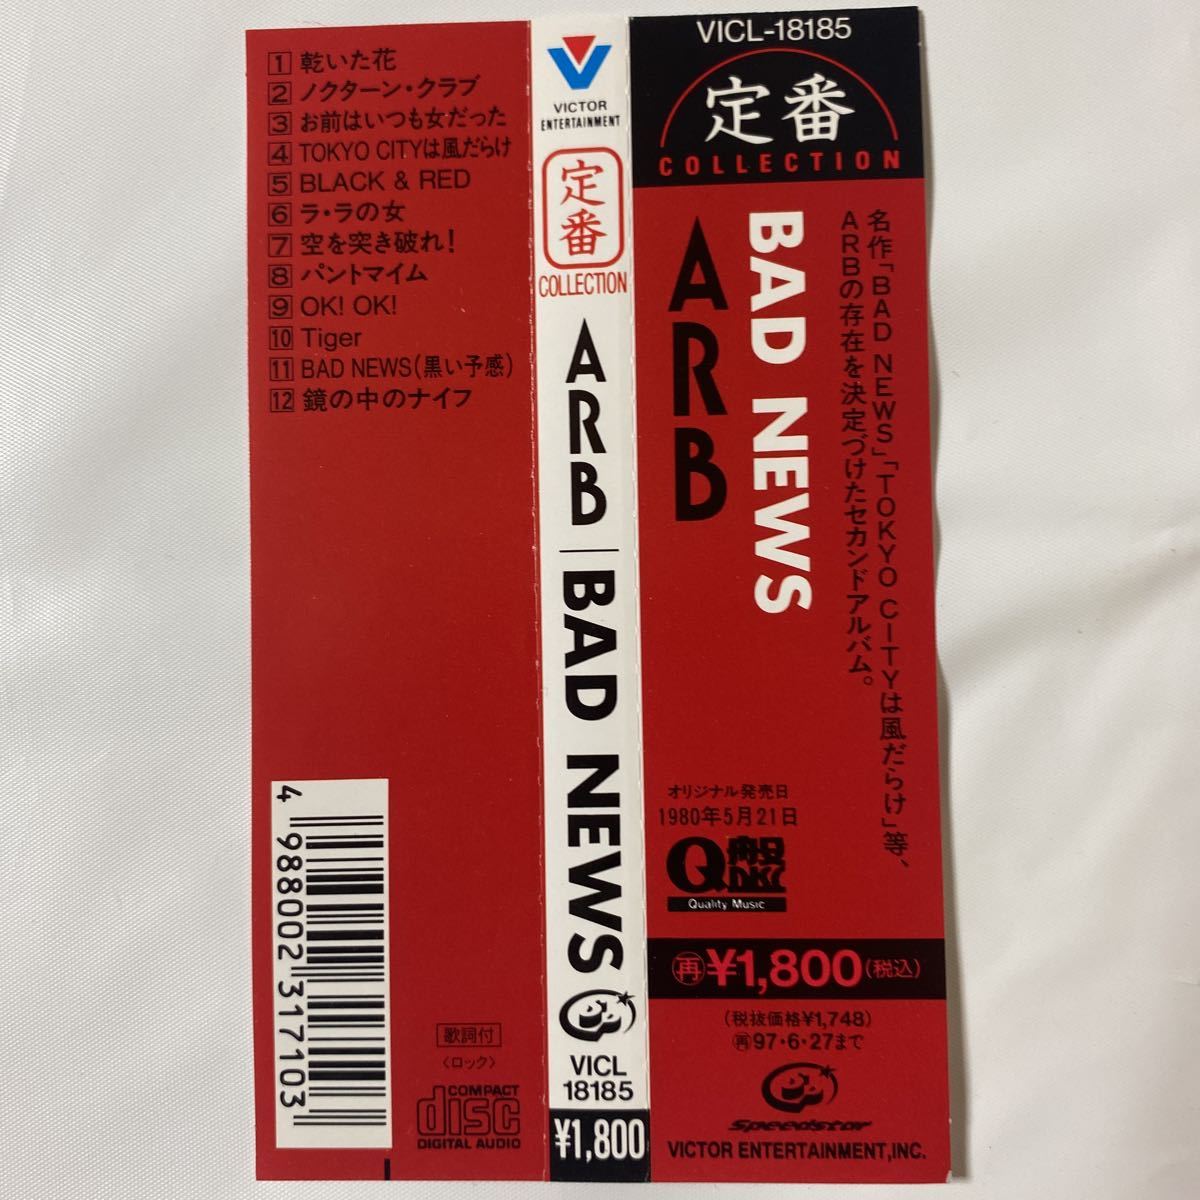 1 乾いた花
2 ノクターン・クラブ
3 お前はいつも女だった
4 TOKYO CITYは風だらけ
5 BLACK & RED
6 ラ・ラの女
7 空を突き破れ!
8 パントマイム
9 OK! OK!
10 Tiger
11 BAD NEWS(黒い予感)
12 鏡の中のナイフ
4 988002 317103
歌詞付
〈ロック〉
COMPACT
disc
DIGITAL AUDIO
VICTOR
ENTERTAINMENT
定番
COLLECTION
ARB
BAD NEWS
VICL
18185
¥1,800
VICL-18185
定番
COLLECTION
名作「BAD NEWS」「TOKYO CITYは風だらけ」等、
ARBの存在を決定づけたセカンドアルバム。
BAD NEWS
ARB
オリジナル発売日
1980年5月21日
Q盤
Quality Music
再¥1,800(税込)
(税抜価格¥1,748)
再97・6・27まで
Speedstar
VICTOR ENTERTAINMENT,INC.